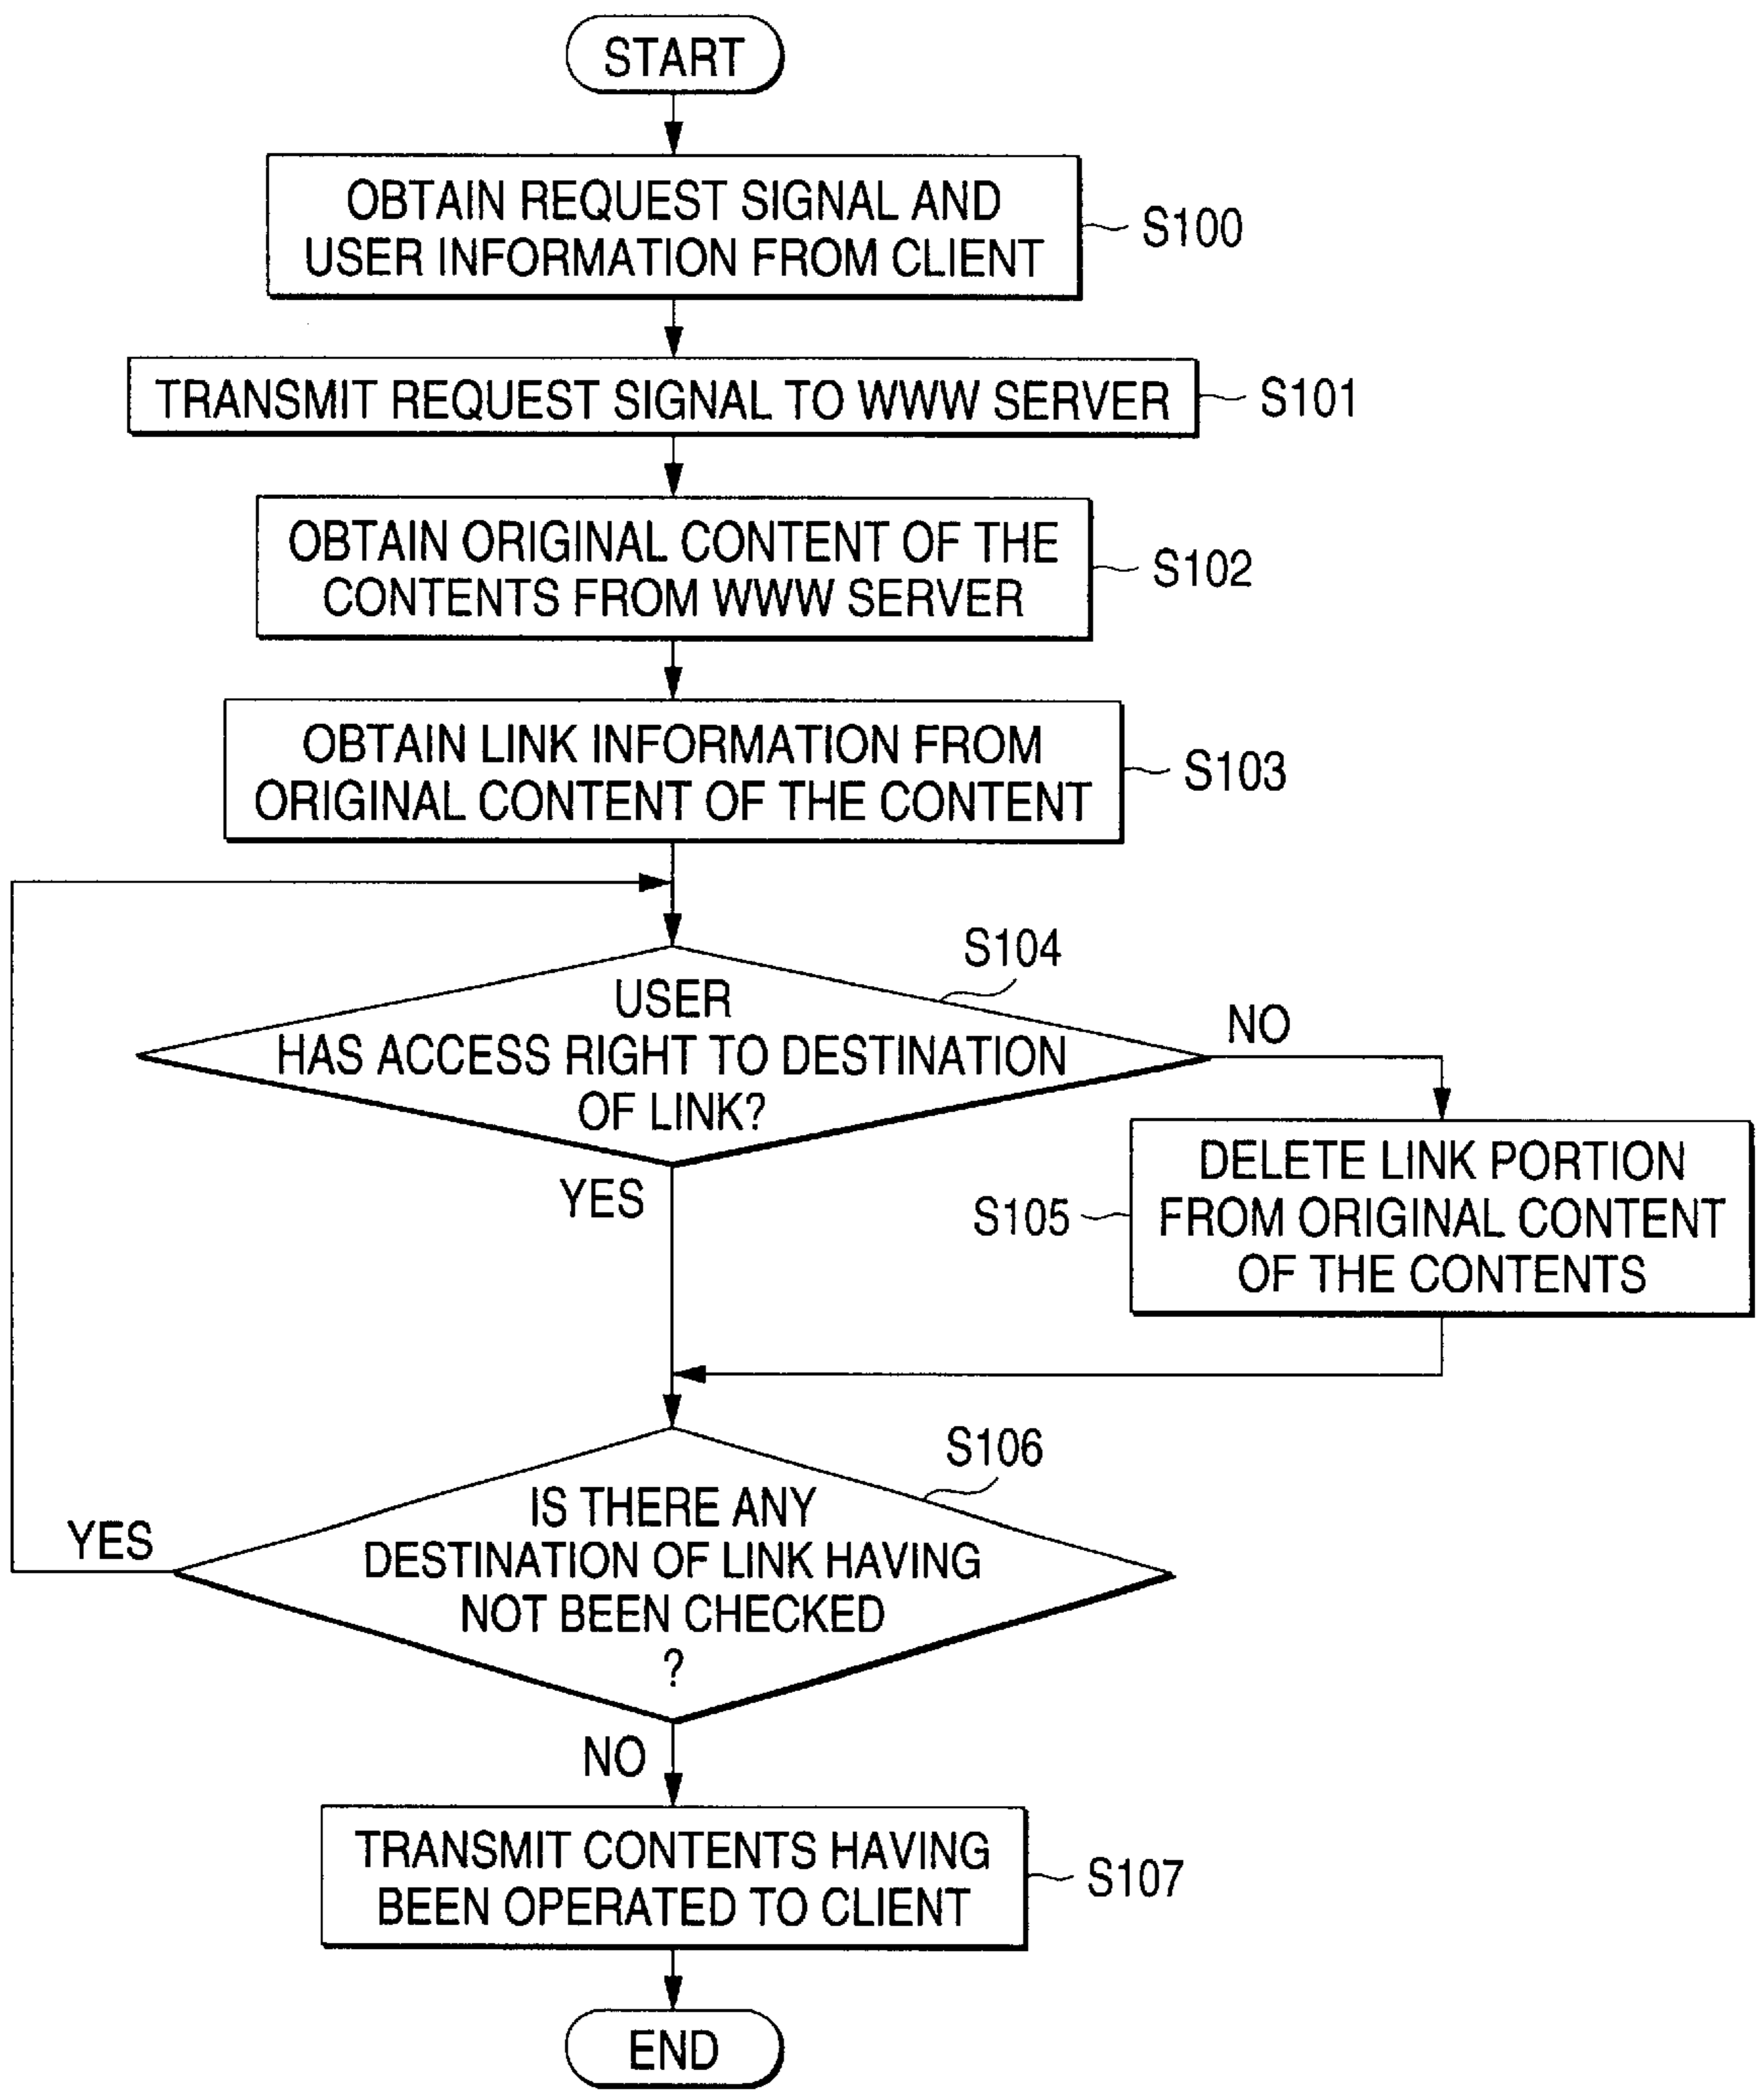 START
OBTAIN REQUEST SIGNAL AND
USER INFORMATION FROM CLIENT
S100
TRANSMIT REQUEST SIGNAL TO WWW SERVER
S101
OBTAIN ORIGINAL CONTENT OF THE
CONTENTS FROM WWW SERVER
S102
OBTAIN LINK INFORMATION FROM
ORIGINAL CONTENT OF THE CONTENT
S103
S104
USER
HAS ACCESS RIGHT TO DESTINATION
OF LINK?
NO
YES
S105
DELETE LINK PORTION
FROM ORIGINAL CONTENT
OF THE CONTENTS
S106
IS THERE ANY
DESTINATION OF LINK HAVING
NOT BEEN CHECKED
?
YES
NO
TRANSMIT CONTENTS HAVING
BEEN OPERATED TO CLIENT
S107
END